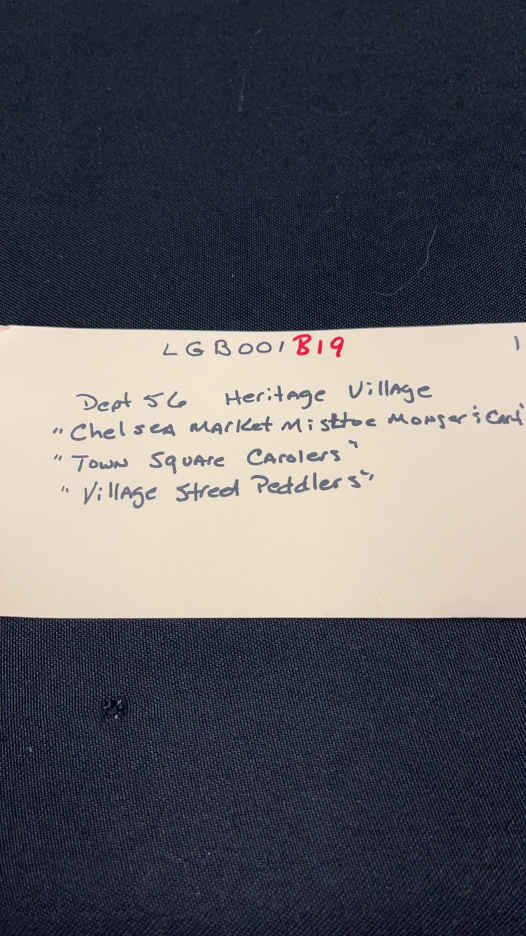 LGB001B19 1
Dept 56 Heritage Village
"Chelsea Market Mistltoe Monger & Cart
"Town Square Carolers"
"Village Street Peddlers"